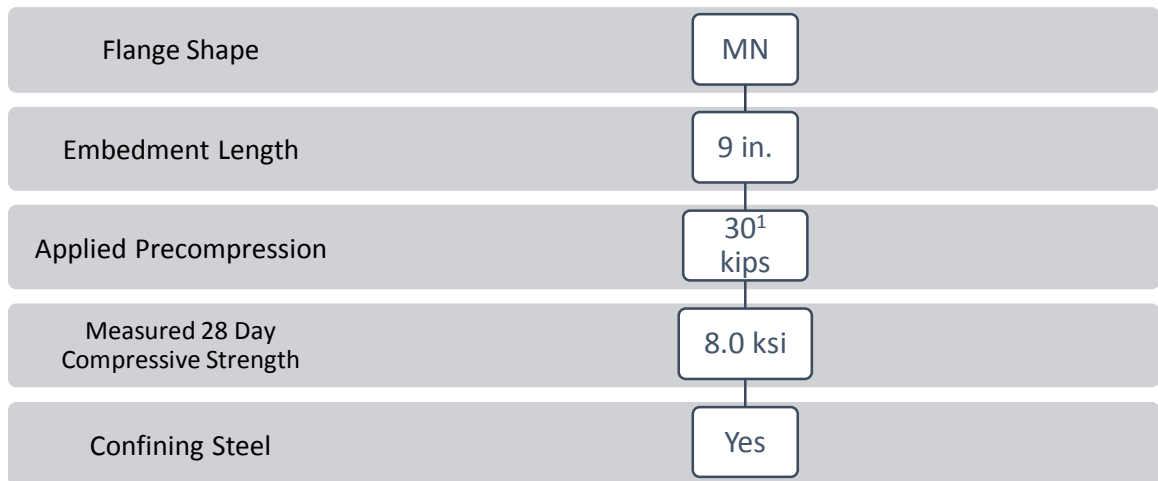 Flange Shape
MN
Embedment Length
9 in.
Applied Precompression
30¹
kips
Measured 28 Day
Compressive Strength
8.0 ksi
Confining Steel
Yes